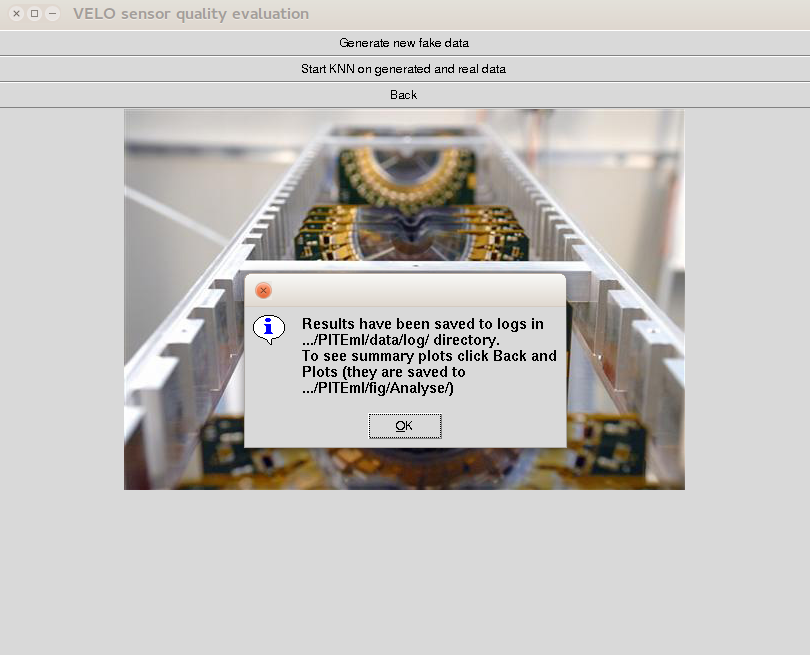 VELO sensor quality evaluation
Generate new fake data
Start KNN on generated and real data
Back
Results have been saved to logs in
.../PITEml/data/log/ directory.
To see summary plots click Back and
Plots (they are saved to
.../PITEml/fig/Analyse/)
OK